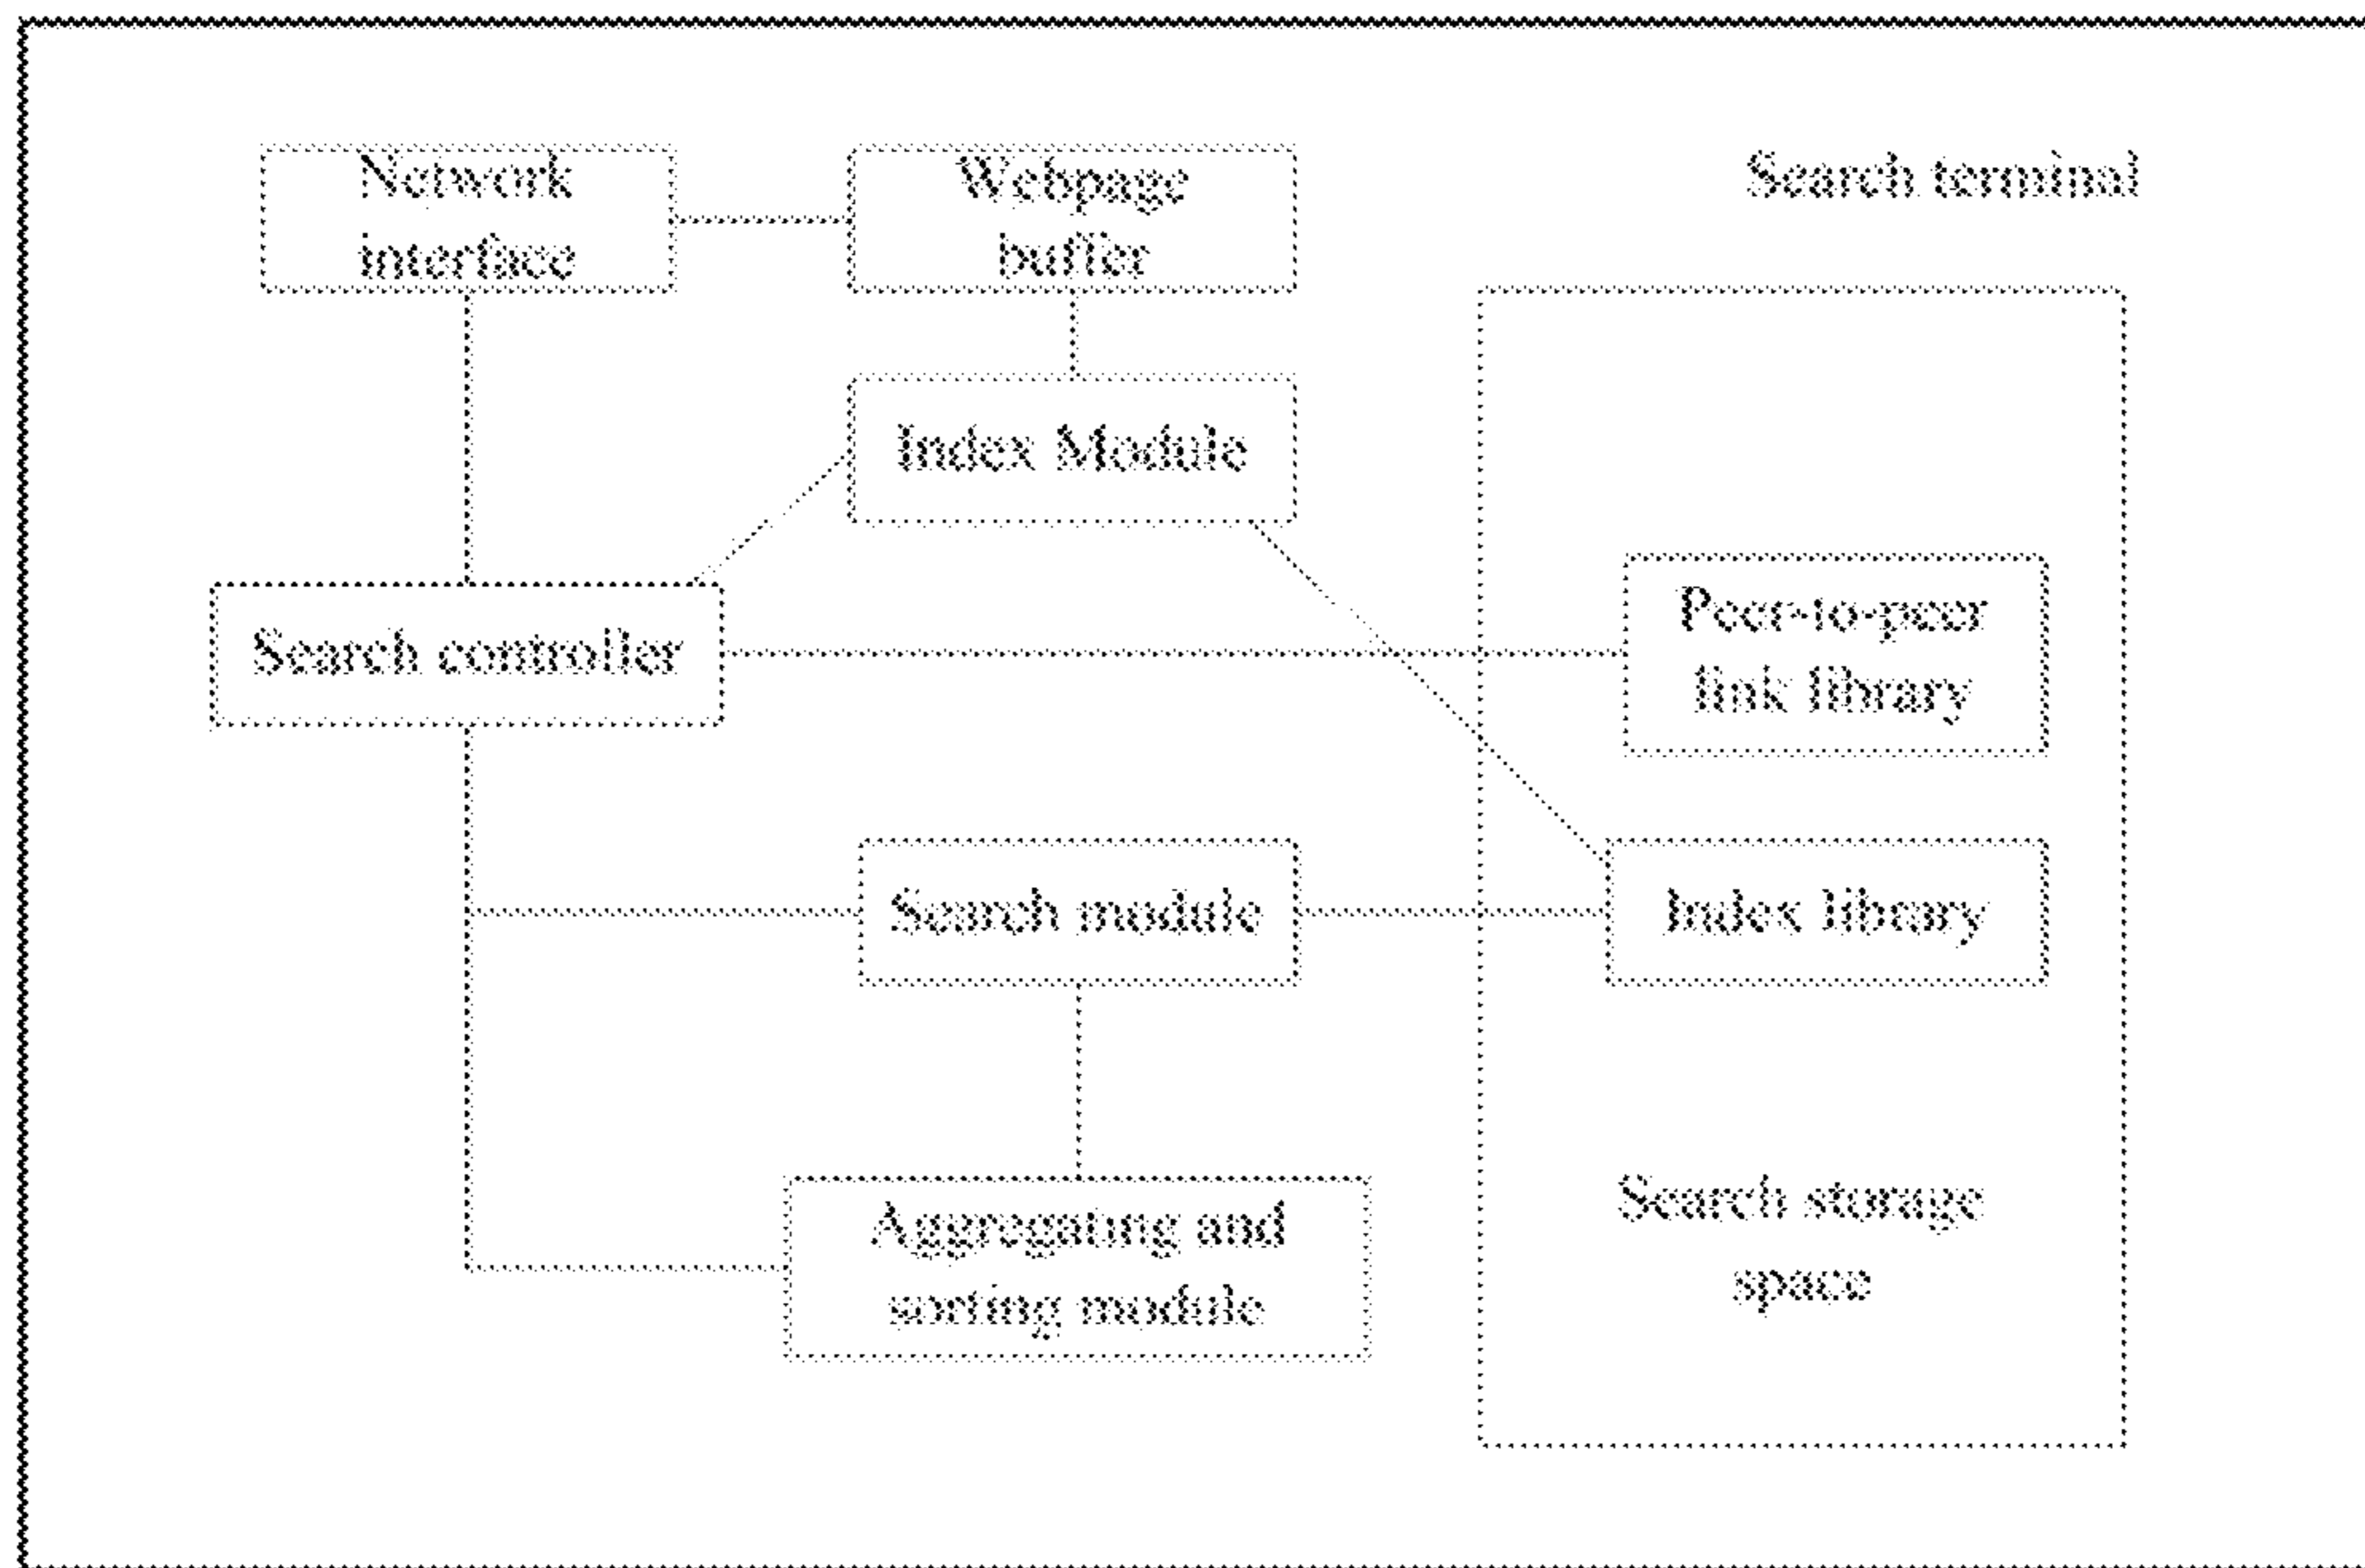 Network
interface
Webpage
buffer
Search terminal
Index Module
Search controller
Peer-to-peer
link library
Search module
Index library
Aggregating and
sorting module
Search storage
space